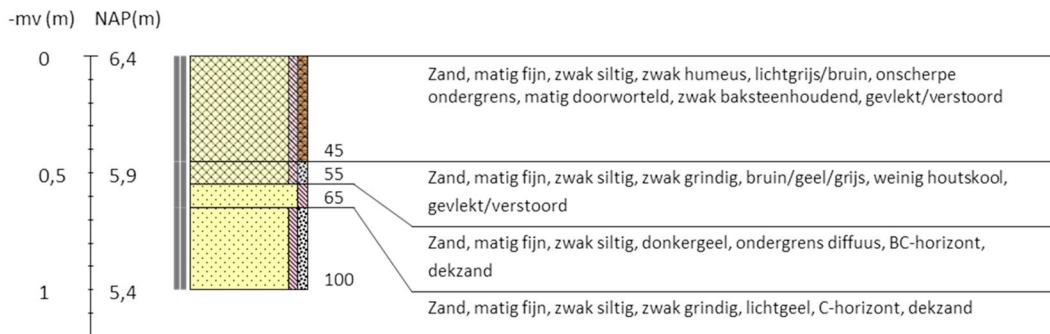 -mv (m) NAP(m)
0 6,4
Zand, matig fijn, zwak siltig, zwak humeus, lichtgrijs/bruin, onscherpe
ondergrens, matig doorworteld, zwak baksteenhoudend, gevlekt/verstoord
45
0,5 5,9
55
Zand, matig fijn, zwak siltig, zwak grindig, bruin/geel/grijs, weinig houtskool,
gevlekt/verstoord
65
Zand, matig fijn, zwak siltig, donkergeel, ondergrens diffuus, BC-horizont,
dekzand
100
1 5,4
Zand, matig fijn, zwak siltig, zwak grindig, lichtgeel, C-horizont, dekzand